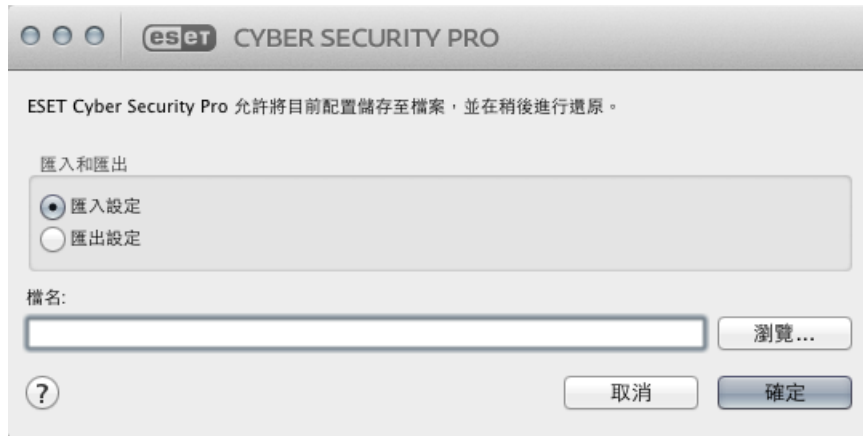 eset CYBER SECURITY PRO
ESET Cyber Security Pro 允許將目前配置儲存至檔案，並在稍後進行還原。
匯入和匯出
匯入設定
匯出設定
檔名:
瀏覽...
?
取消
確定